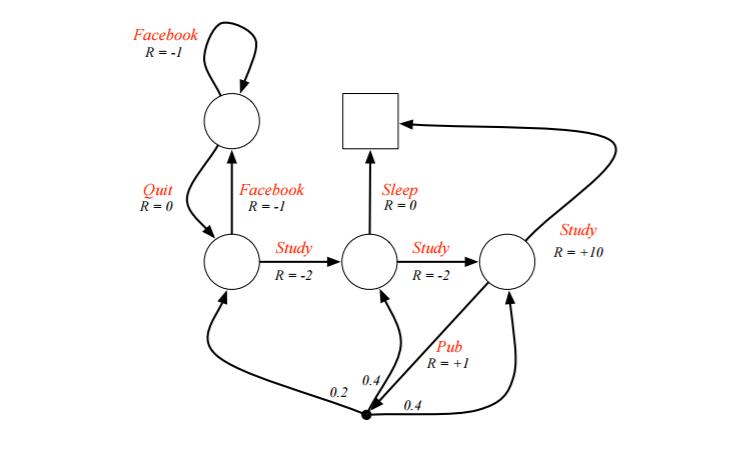 Facebook
R = -1
Quit
R = 0
Facebook
R = -1
Sleep
R = 0
Study
R = +10
Study
R = -2
Study
R = -2
Pub
R = +1
0.2
0.4
0.4